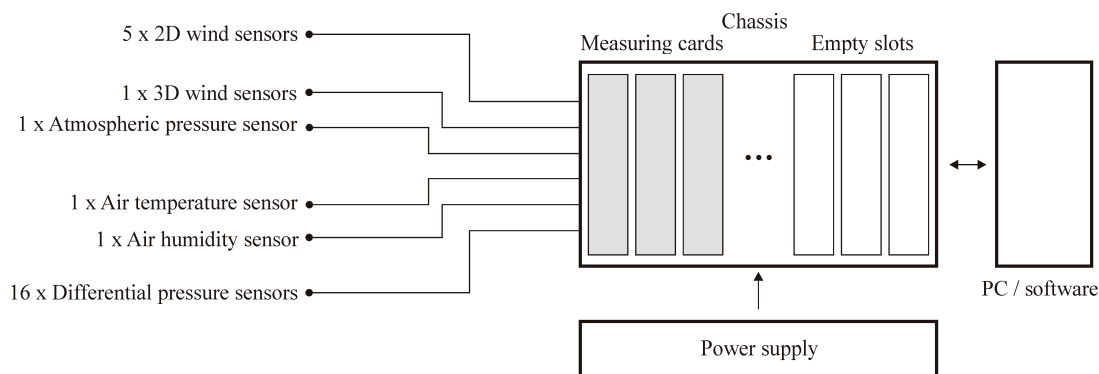 5 x 2D wind sensors
1 x 3D wind sensors
1 x Atmospheric pressure sensor
1 x Air temperature sensor
1 x Air humidity sensor
16 x Differential pressure sensors
Chassis
Measuring cards
Empty slots
...
PC / software
Power supply